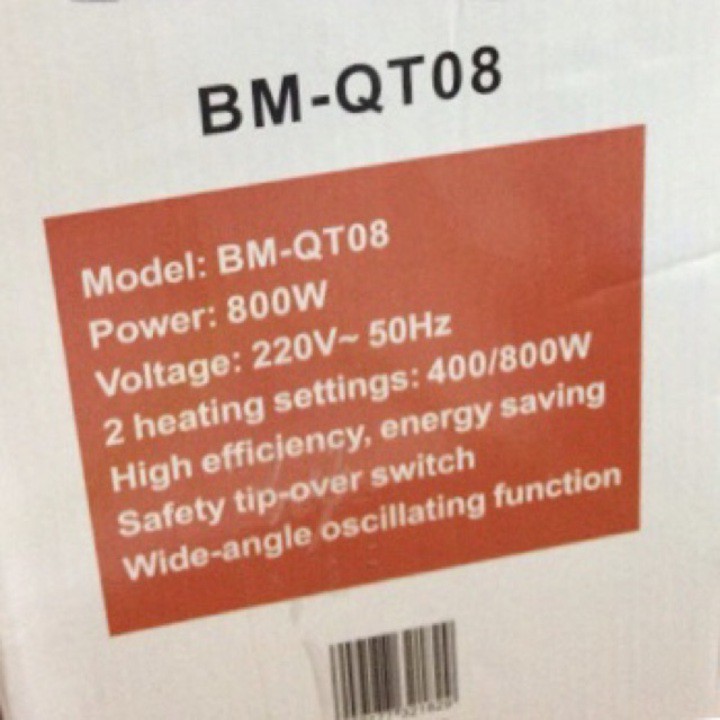 BM-QT08
Model: BM-QT08
Power: 800W
Voltage: 220V~ 50Hz
2 heating settings: 400/800W
High efficiency, energy saving
Safety tip-over switch
Wide-angle oscillating function